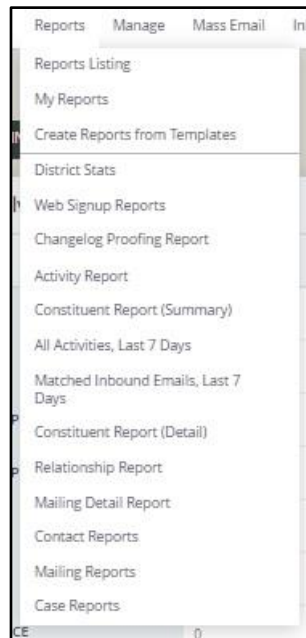 Reports Manage Mass Email
Reports Listing
My Reports
Create Reports from Templates
District Stats
Web Signup Reports
Changelog Proofing Report
Activity Report
Constituent Report (Summary)
All Activities, Last 7 Days
Matched Inbound Emails, Last 7
Days
Constituent Report (Detail)
Relationship Report
Mailing Detail Report
Contact Reports
Mailing Reports
Case Reports
0